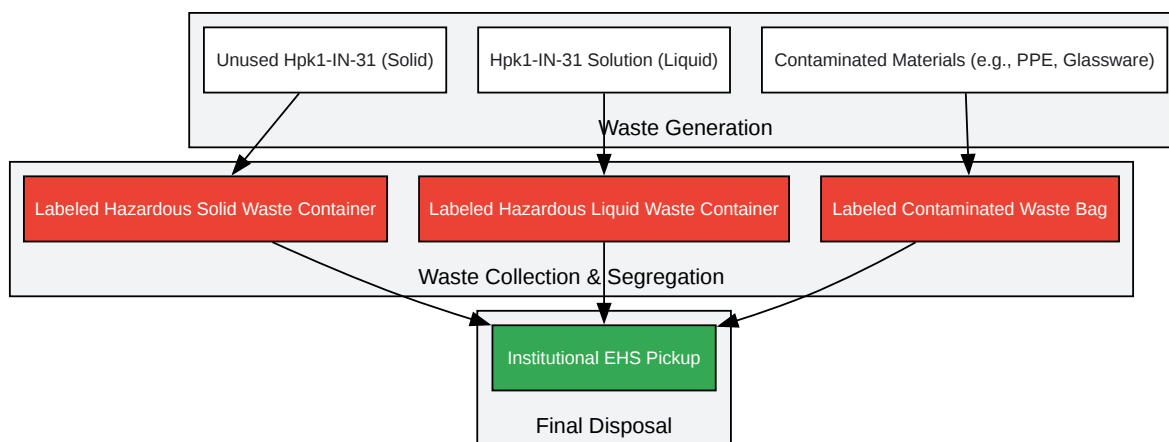 Unused Hpk1-IN-31 (Solid)
Hpk1-IN-31 Solution (Liquid)
Contaminated Materials (e.g., PPE, Glassware)
Waste Generation
Labeled Hazardous Solid Waste Container
Labeled Hazardous Liquid Waste Container
Labeled Contaminated Waste Bag
Waste Collection & Segregation
Institutional EHS Pickup
Final Disposal